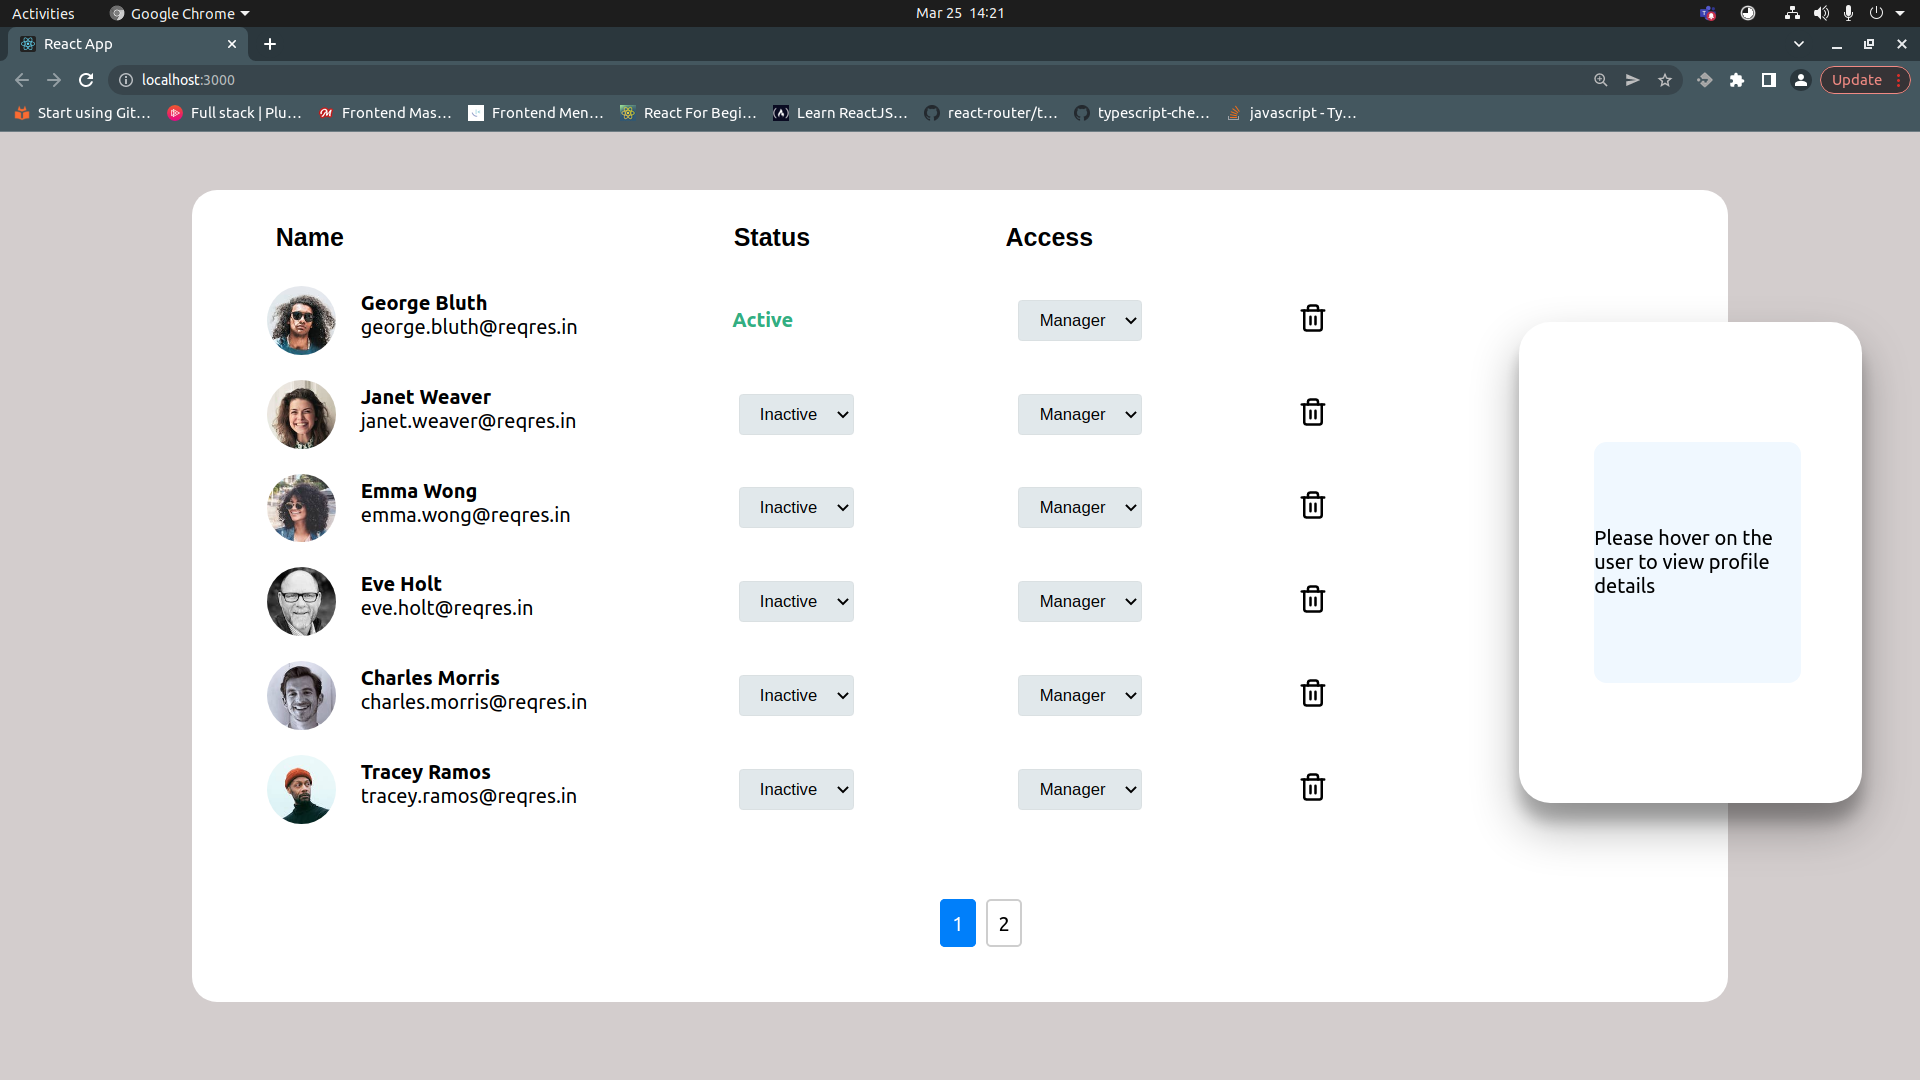 Activities
Google Chrome
Mar 25 14:21
React App
localhost:3000
Update
Start using Git...
Full stack | Plu...
Frontend Mas...
Frontend Men...
React For Begi...
Learn ReactJS...
react-router/t...
typescript-che...
javascript - Ty...
Name
Status
Access
George Bluth
george.bluth@reqres.in
Active
Manager
Janet Weaver
janet.weaver@reqres.in
Inactive
Manager
Emma Wong
emma.wong@reqres.in
Inactive
Manager
Eve Holt
eve.holt@reqres.in
Inactive
Manager
Charles Morris
charles.morris@reqres.in
Inactive
Manager
Tracey Ramos
tracey.ramos@reqres.in
Inactive
Manager
Please hover on the
user to view profile
details
1
2